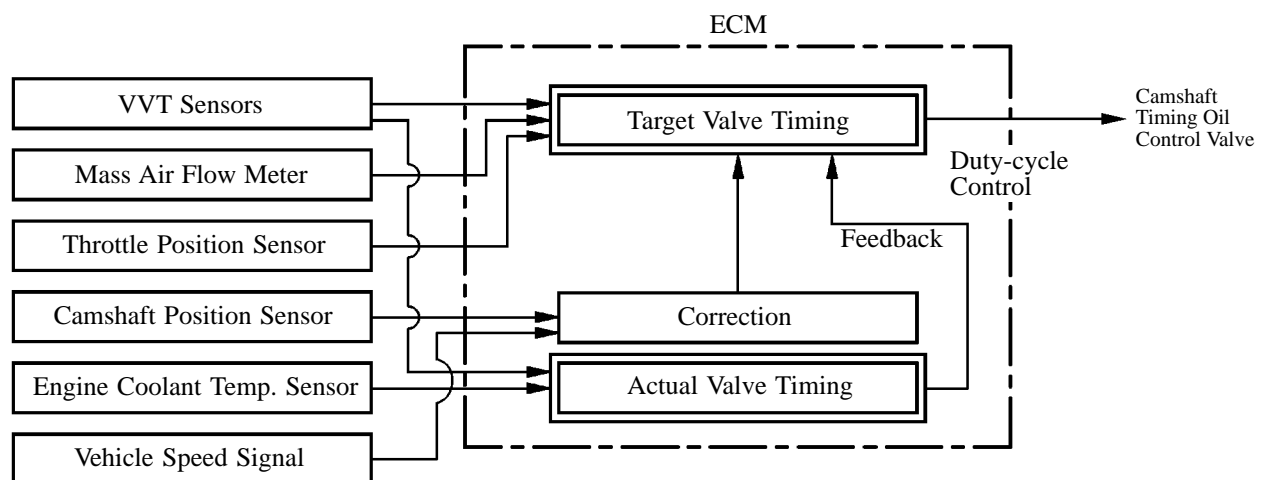 ECM
VVT Sensors
Mass Air Flow Meter
Throttle Position Sensor
Camshaft Position Sensor
Engine Coolant Temp. Sensor
Vehicle Speed Signal
Target Valve Timing
Correction
Actual Valve Timing
Feedback
Duty-cycle
Control
Camshaft
Timing Oil
Control Valve